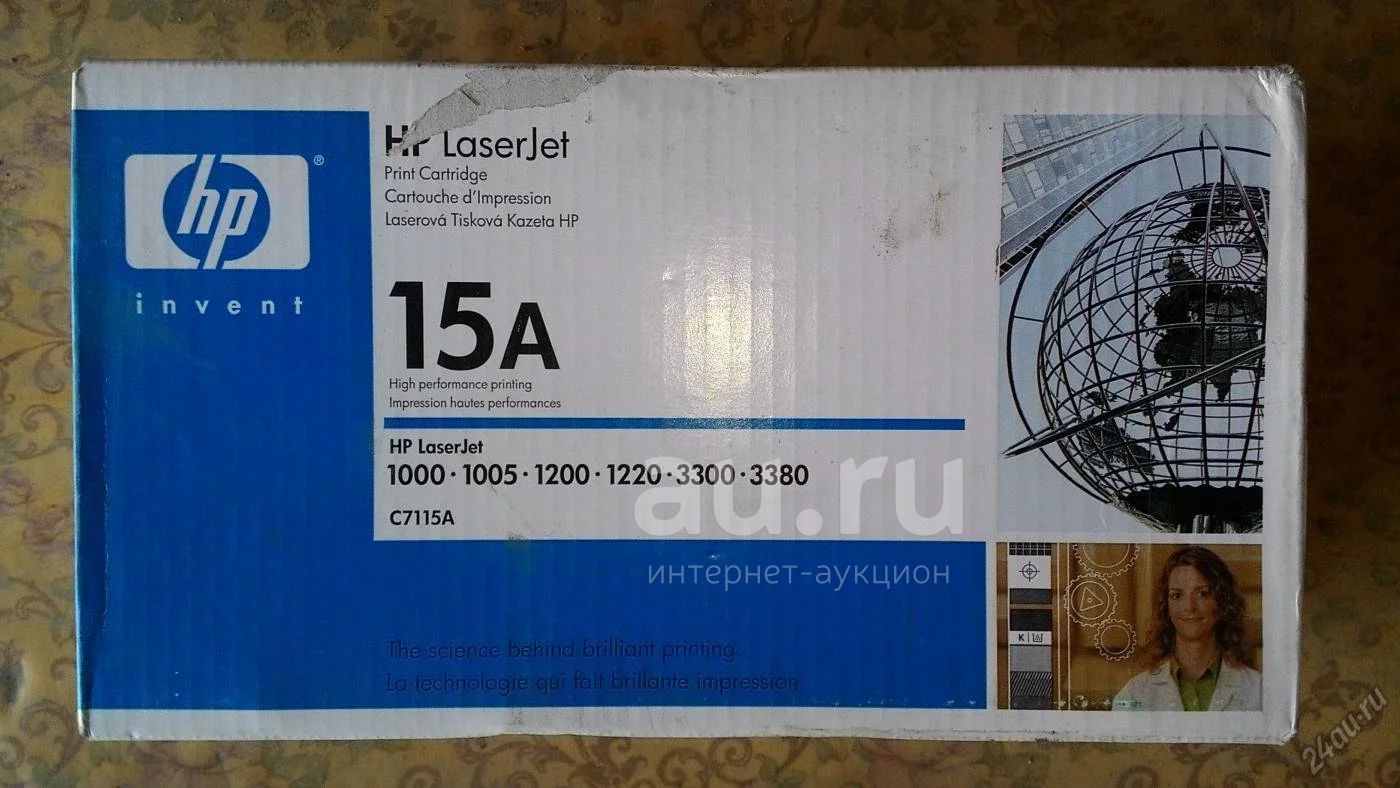 hp®
invent
HP LaserJet
Print Cartridge
Cartouche d'Impression
Laserová Tisková Kazeta HP
15A
High performance printing
Impression hautes performances
HP LaserJet
1000 · 1005 · 1200 · 1220 · 3300 · 3380
C7115A
au.ru
интернет-аукцион
The science behind brilliant printing.
La technologie qui fait brillante impression.
K
24au.ru